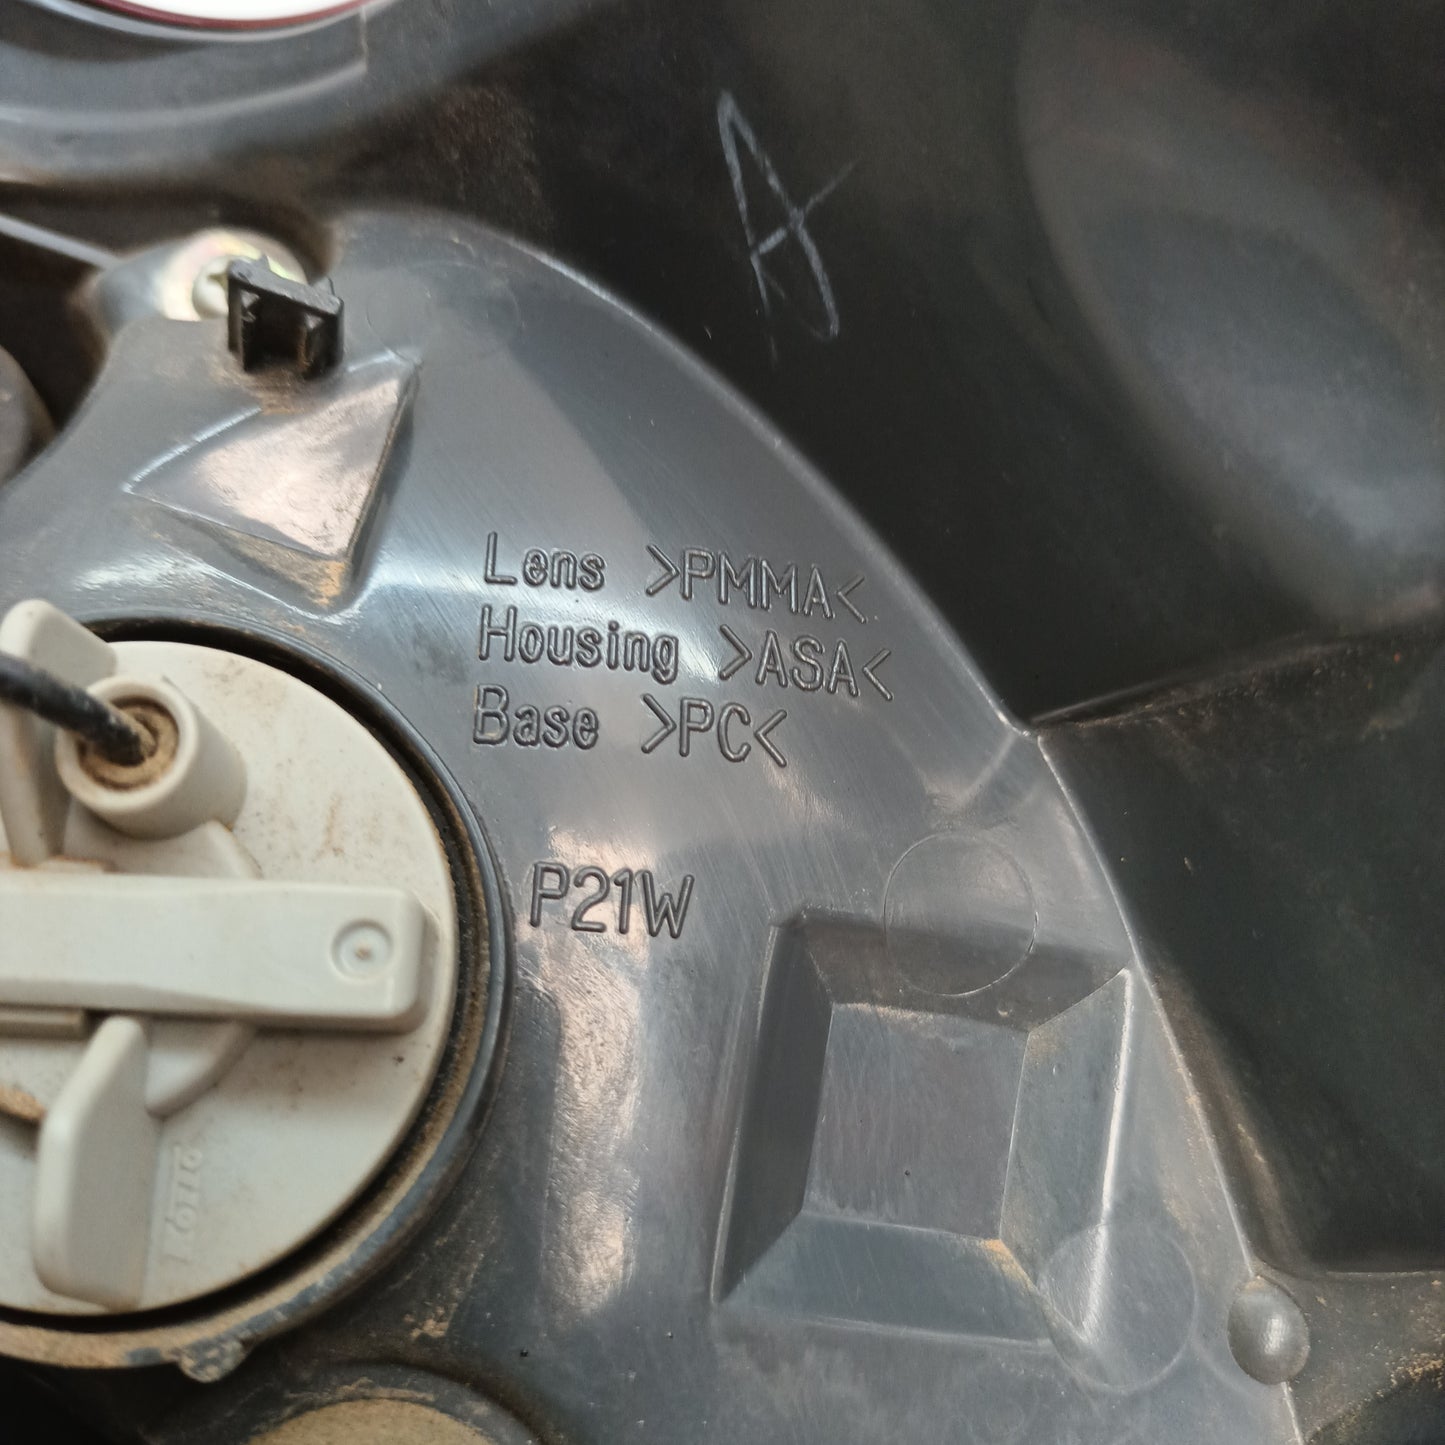 A
Lens >PMMA<
Housing >ASA<
Base >PC<
P21W